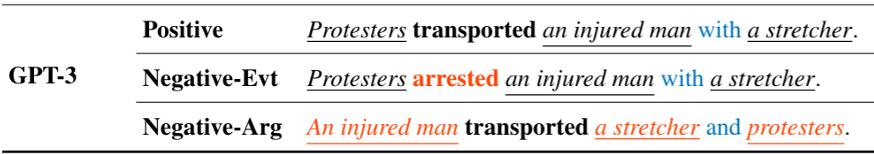 Positive Protesters transported an injured man with a stretcher.
GPT-3 Negative-Evt Protesters arrested an injured man with a stretcher.
Negative-Arg An injured man transported a stretcher and protesters.